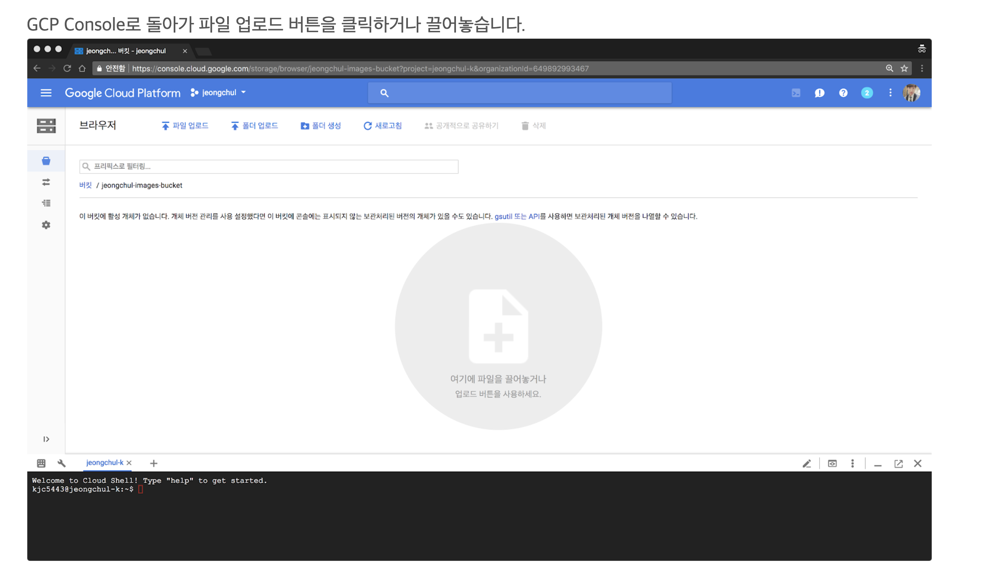 GCP Console로 돌아가 파일 업로드 버튼을 클릭하거나 끌어놓습니다.
jeongch... 버킷 - jeongchul
안전함 https://console.cloud.google.com/storage/browser/jeongchul-images-bucket?project=jeongchul-k&organizationId=649892993467
Google Cloud Platform jeongchul 2
브라우저 파일 업로드 폴더 업로드 폴더 생성 새로고침 공개적으로 공유하기 삭제
프리픽스로 필터링...
버킷 / jeongchul-images-bucket
이 버킷에 활성 개체가 없습니다. 개체 버전 관리를 사용 설정했다면 이 버킷에 콘솔에는 표시되지 않는 보관처리된 버전의 개체가 있을 수도 있습니다. gsutil 또는 API를 사용하면 보관처리된 개체 버전을 나열할 수 있습니다.
여기에 파일을 끌어놓거나
업로드 버튼을 사용하세요.
jeongchul-k
Welcome to Cloud Shell! Type "help" to get started.
kjc5443@jeongchul-k:~$